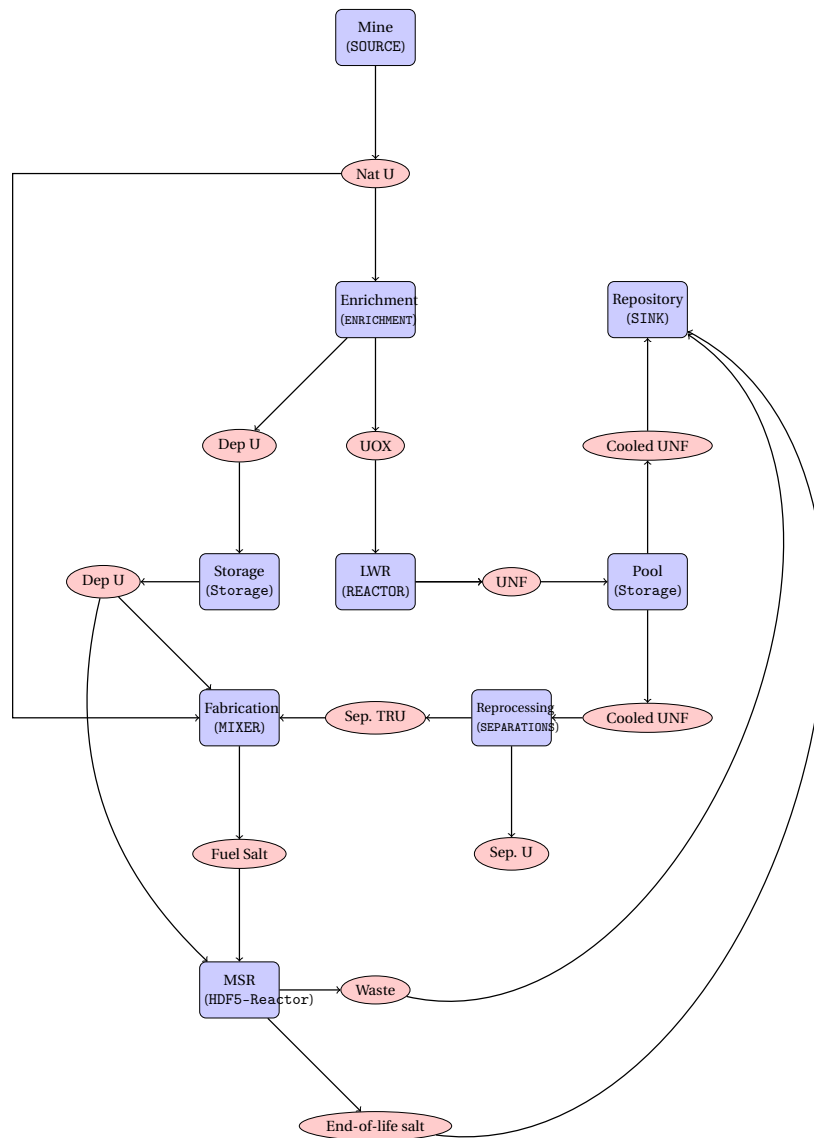 Mine
(SOURCE)
Nat U
Enrichment
(ENRICHMENT)
Repository
(SINK)
Dep U
UOX
Cooled UNF
Dep U
Storage
(Storage)
LWR
(REACTOR)
UNF
Pool
(Storage)
Fabrication
(MIXER)
Sep. TRU
Reprocessing
(SEPARATIONS)
Cooled UNF
Fuel Salt
Sep. U
MSR
(HDF5-Reactor)
Waste
End-of-life salt